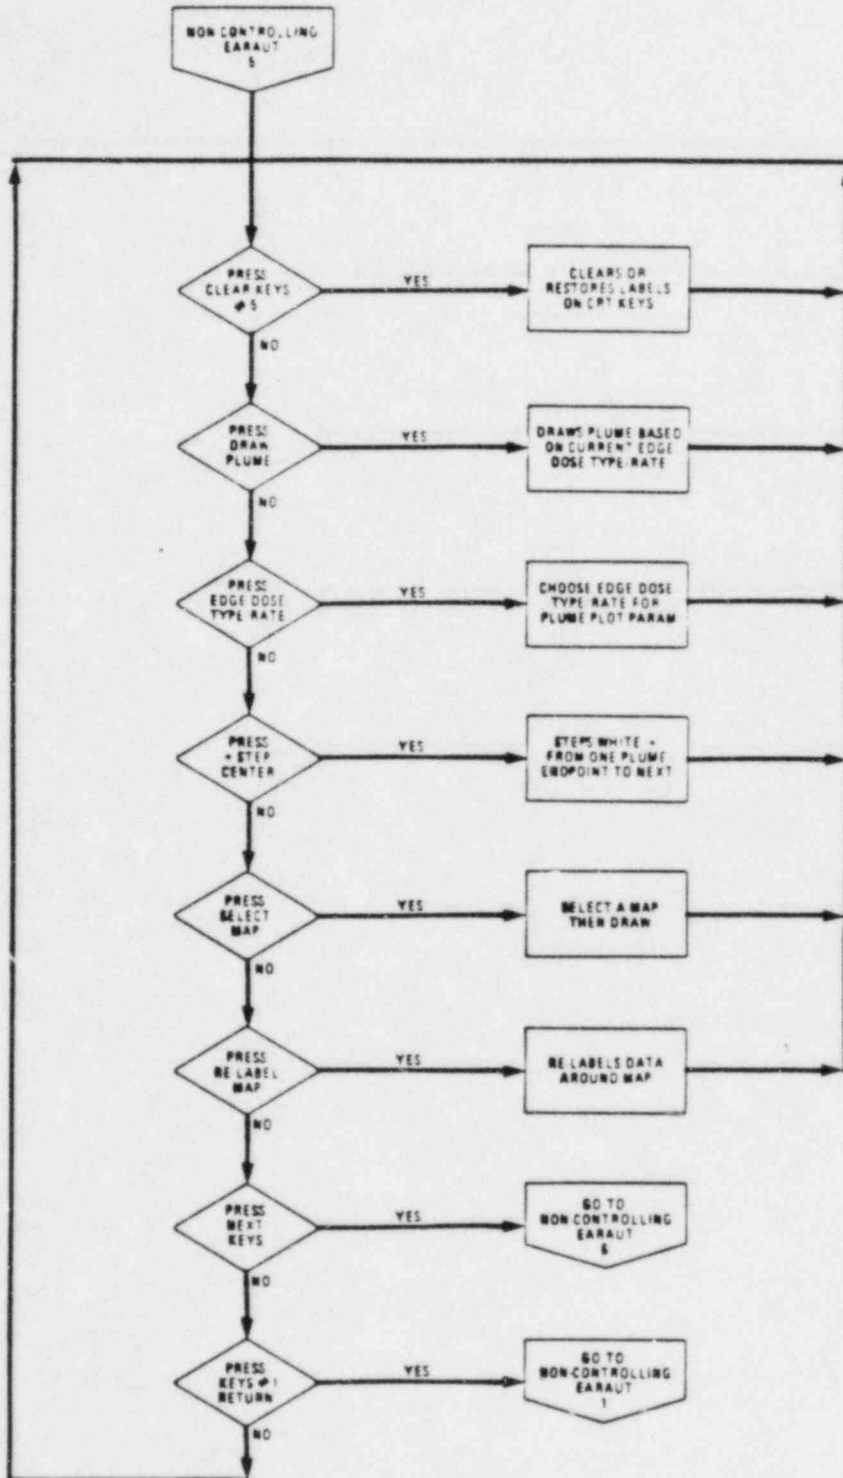 NON CONTROLLING
EARAUT
5
PRESS
CLEAR KEYS
# 5
YES
CLEARS OR
RESTORES LABELS
ON CRT KEYS
NO
PRESS
DRAW
PLUME
YES
DRAWS PLUME BASED
ON CURRENT EDGE
DOSE TYPE/RATE
NO
PRESS
EDGE DOSE
TYPE/RATE
YES
CHOOSE EDGE DOSE
TYPE RATE FOR
PLUME PLOT PARAM
NO
PRESS
+ STEP
CENTER
YES
STEPS WHITE +
FROM ONE PLUME
ENDPOINT TO NEXT
NO
PRESS
SELECT
MAP
YES
SELECT A MAP
THEN DRAW
NO
PRESS
RE LABEL
MAP
YES
RE LABELS DATA
AROUND MAP
NO
PRESS
NEXT
KEYS
YES
GO TO
NON CONTROLLING
EARAUT
6
NO
PRESS
KEYS # 1
RETURN
YES
GO TO
NON-CONTROLLING
EARAUT
1
NO